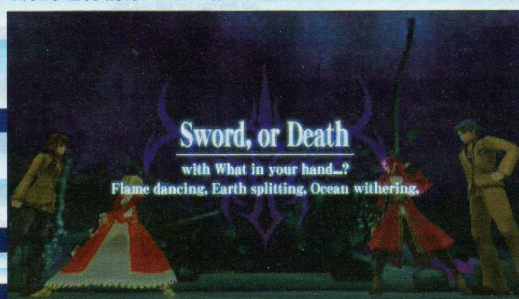 Sword, or Death
with What in your hand...?
Flame dancing, Earth splitting, Ocean withering.